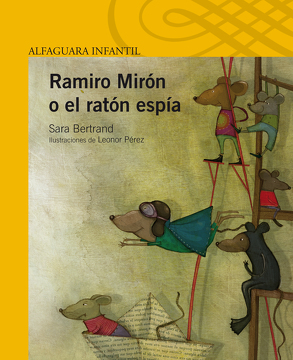 ALFAGUARA INFANTIL
Ramiro Mirón
o el ratón espía
Sara Bertrand
Ilustraciones de Leonor Pérez